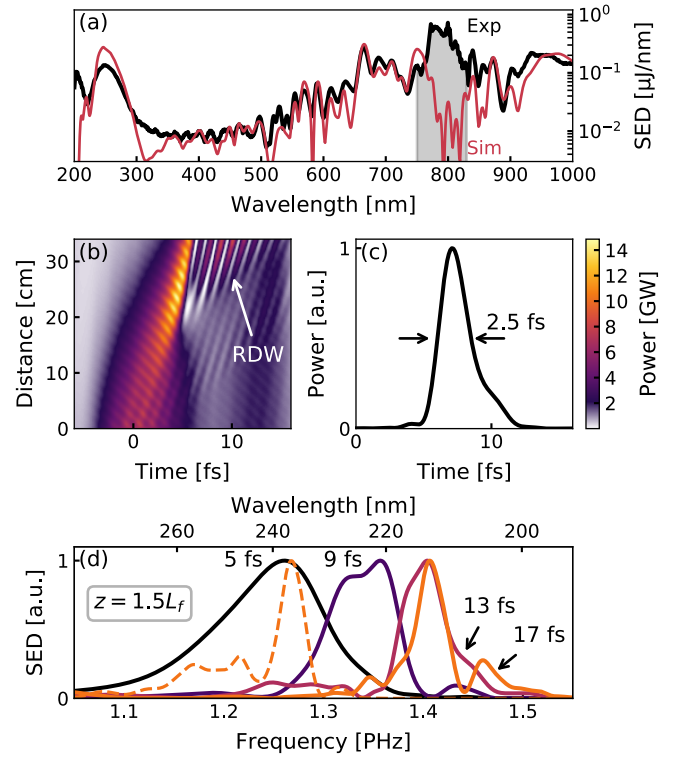 (a)
Exp
Sim
10⁰
10⁻¹
10⁻²
SED [μJ/nm]
200 300 400 500 600 700 800 900 1000
Wavelength [nm]
(b)
RDW
30
20
10
0
Distance [cm]
0 10
Time [fs]
(c)
2.5 fs
1
0
Power [a.u.]
0 5 10
Time [fs]
14
12
10
8
6
4
2
Power [GW]
Wavelength [nm]
260 240 220 200
(d)
5 fs
9 fs
13 fs
17 fs
z = 1.5L_f
1
0
SED [a.u.]
1.1 1.2 1.3 1.4 1.5
Frequency [PHz]